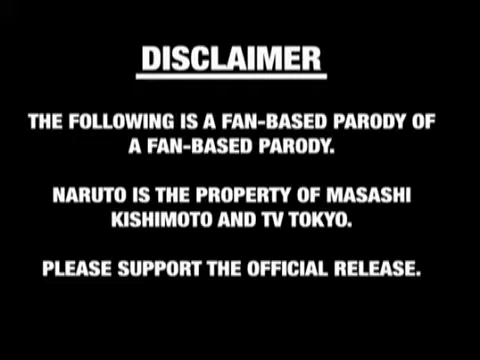 DISCLAIMER
THE FOLLOWING IS A FAN-BASED PARODY OF
A FAN-BASED PARODY.
NARUTO IS THE PROPERTY OF MASASHI
KISHIMOTO AND TV TOKYO.
PLEASE SUPPORT THE OFFICIAL RELEASE.